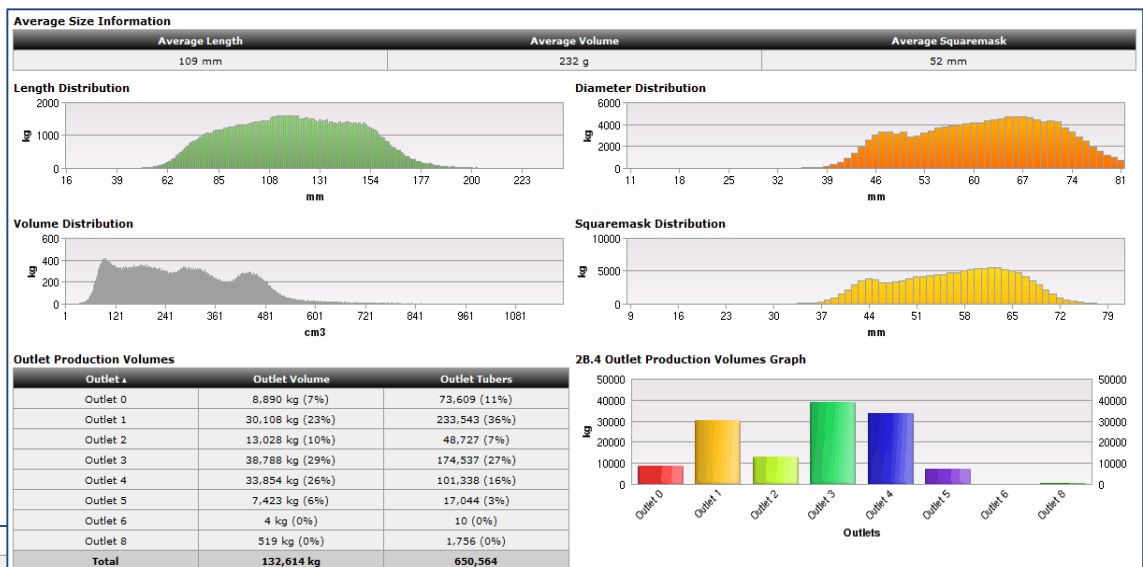 Average Size Information
Average Length Average Volume Average Squaremask
109 mm 232 g 52 mm
Length Distribution
2000
1000
0
kg
16 39 62 85 108 131 154 177 200 223
mm
Diameter Distribution
6000
4000
2000
0
kg
11 18 25 32 39 46 53 60 67 74 81
mm
Volume Distribution
600
400
200
0
kg
1 121 241 361 481 601 721 841 961 1081
cm3
Squaremask Distribution
10000
5000
0
kg
9 16 23 30 37 44 51 58 65 72 79
mm
Outlet Production Volumes
Outlet ▴ Outlet Volume Outlet Tubers
Outlet 0 8,890 kg (7%) 73,609 (11%)
Outlet 1 30,108 kg (23%) 233,543 (36%)
Outlet 2 13,028 kg (10%) 48,727 (7%)
Outlet 3 38,788 kg (29%) 174,537 (27%)
Outlet 4 33,854 kg (26%) 101,338 (16%)
Outlet 5 7,423 kg (6%) 17,044 (3%)
Outlet 6 4 kg (0%) 10 (0%)
Outlet 8 519 kg (0%) 1,756 (0%)
Total 132,614 kg 650,564
2B.4 Outlet Production Volumes Graph
50000 50000
40000 40000
30000 30000
20000 20000
10000 10000
0 0
kg
Outlet 0 Outlet 1 Outlet 2 Outlet 3 Outlet 4 Outlet 5 Outlet 6 Outlet 8
Outlets